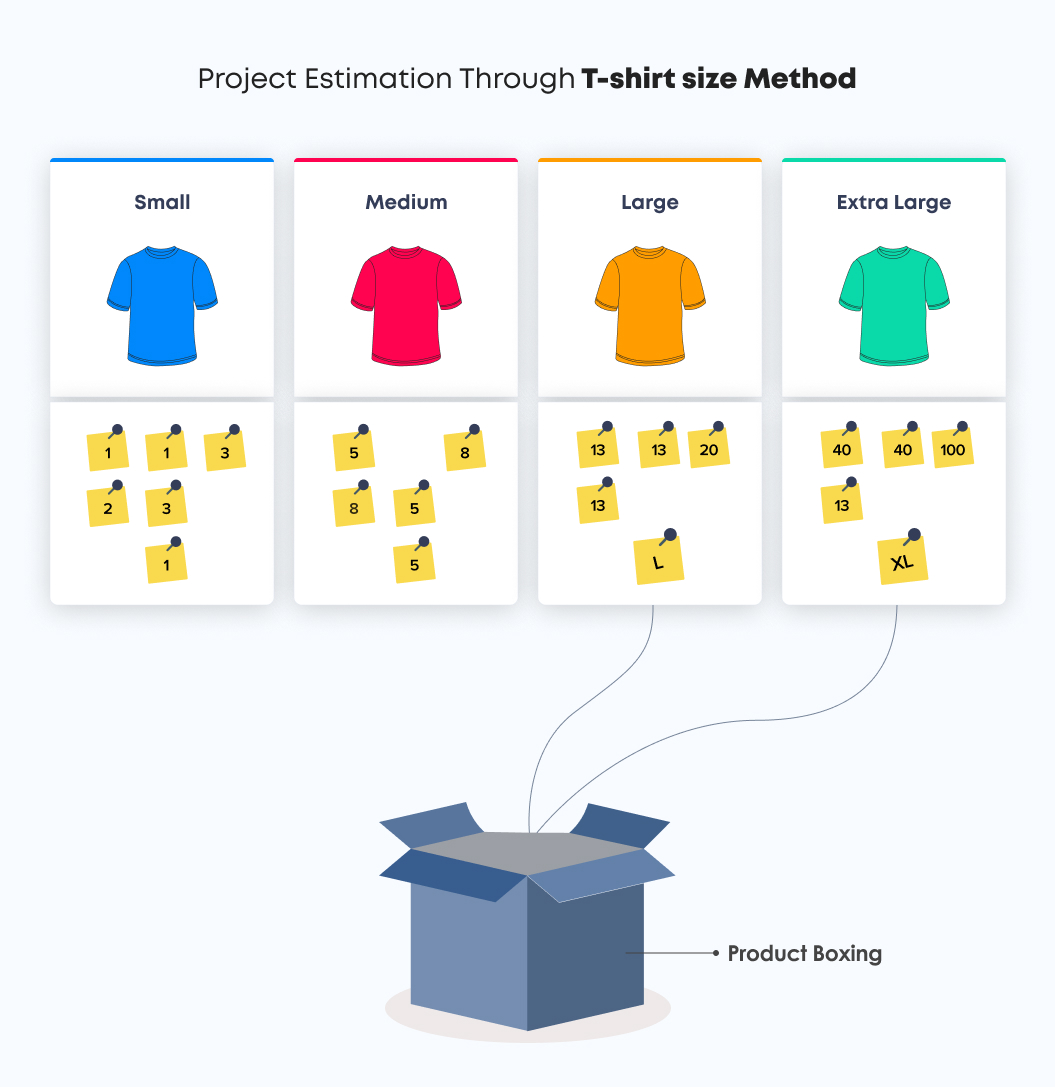 Project Estimation Through T-shirt size Method
Small
Medium
Large
Extra Large
1 1 3
2 3
1
5 8
8 5
5
13 13 20
13
L
40 40 100
13
XL
Product Boxing